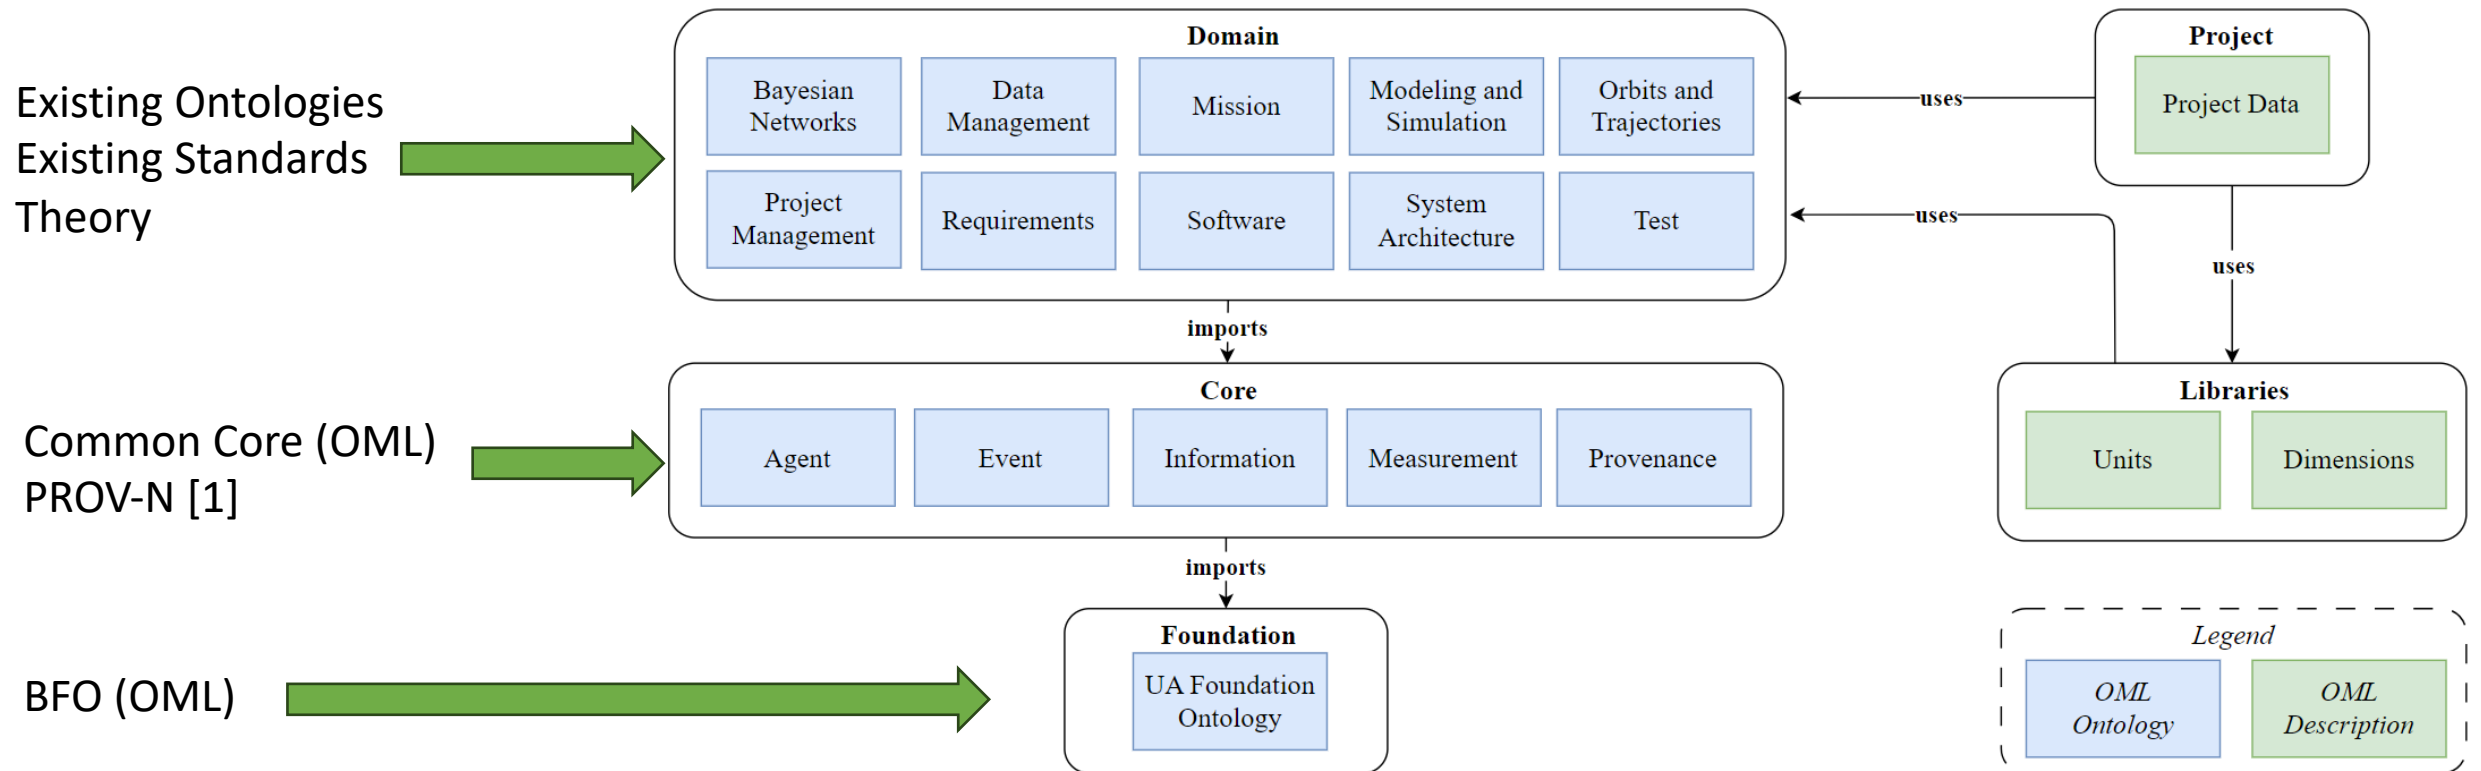 Existing Ontologies
Existing Standards
Theory
Domain
Bayesian
Networks
Data
Management
Mission
Modeling and
Simulation
Orbits and
Trajectories
Project
Management
Requirements
Software
System
Architecture
Test
uses
uses
Project
Project Data
uses
imports
Common Core (OML)
PROV-N [1]
Core
Agent
Event
Information
Measurement
Provenance
Libraries
Units
Dimensions
imports
BFO (OML)
Foundation
UA Foundation
Ontology
Legend
OML
Ontology
OML
Description